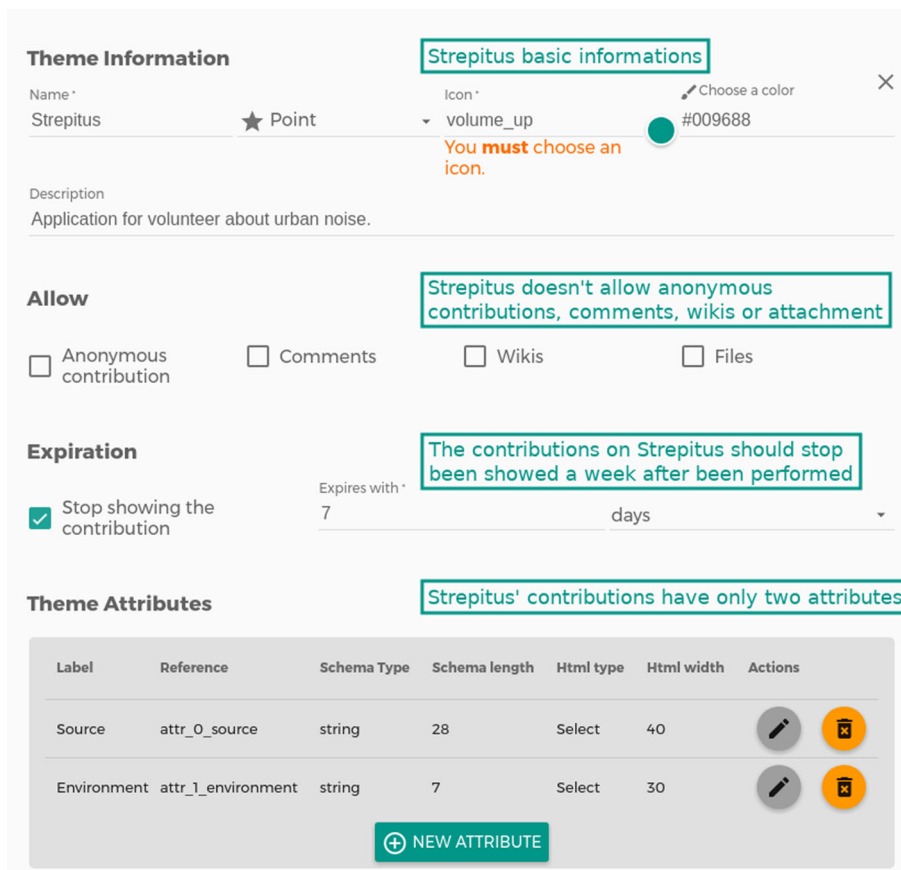 Theme Information
Strepitus basic informations
Name *
Icon *
Choose a color
Strepitus
Point
volume_up
#009688
You must choose an
icon.
Description
Application for volunteer about urban noise.
Allow
Strepitus doesn't allow anonymous
contributions, comments, wikis or attachment
Anonymous
contribution
Comments
Wikis
Files
Expiration
The contributions on Strepitus should stop
been showed a week after been performed
Stop showing the
contribution
Expires with *
7
days
Theme Attributes
Strepitus' contributions have only two attributes
Label Reference Schema Type Schema length Html type Html width Actions
Source attr_0_source string 28 Select 40
Environment attr_1_environment string 7 Select 30
NEW ATTRIBUTE